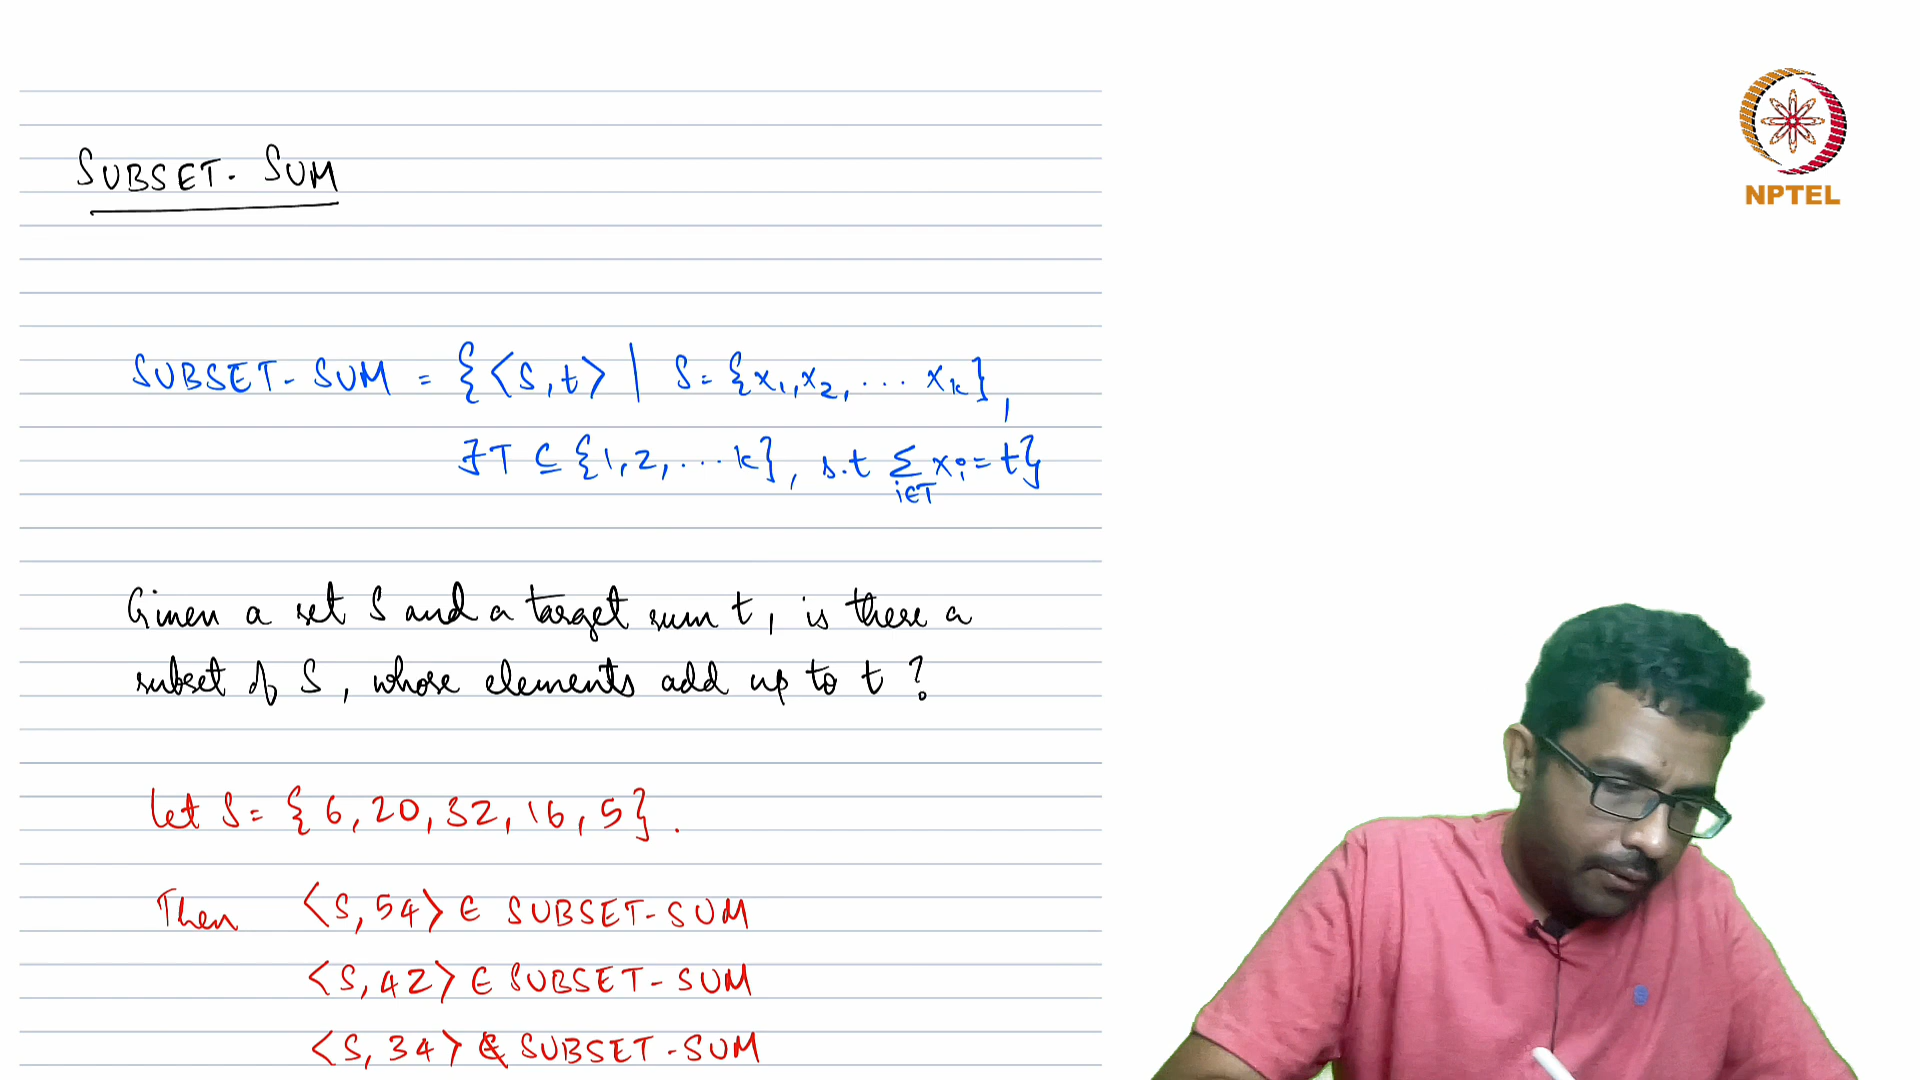 SUBSET-SUM
NPTEL
SUBSET-SUM = {⟨S,t⟩ | S = {x₁,x₂,...xₖ},
∃T ⊆ {1,2,...k}, s.t ∑_{i∈T} xᵢ = t}
Given a set S and a target sum t, is there a
subset of S, whose elements add up to t?
Let S = {6,20,32,16,5}.
Then ⟨S,54⟩ ∈ SUBSET-SUM
⟨S,42⟩ ∈ SUBSET-SUM
⟨S,34⟩ ∉ SUBSET-SUM